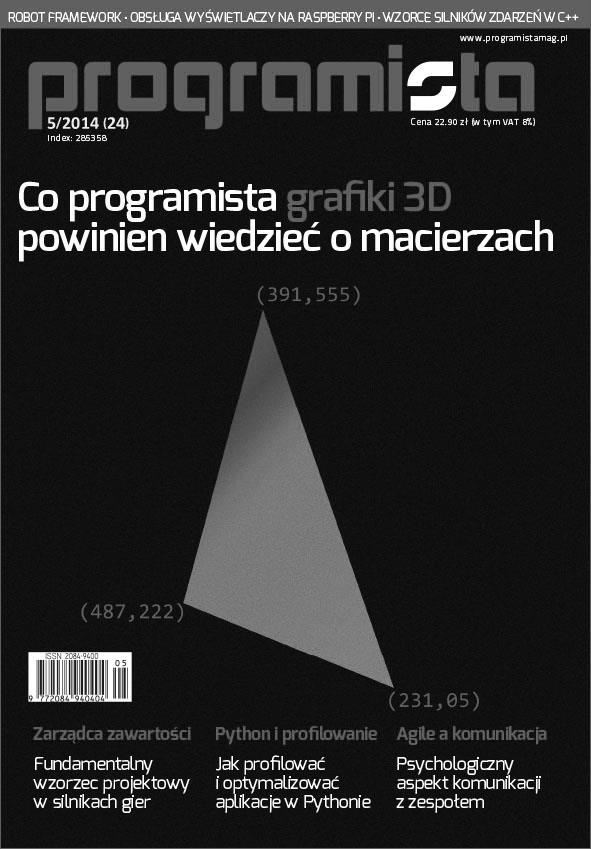 ROBOT FRAMEWORK • OBSŁUGA WYŚWIETLACZY NA RASPBERRY PI • WZORCE SILNIKÓW ZDARZEŃ W C++
www.programistamag.pl
programista
5/2014 (24)
Index: 285358
Cena 22.90 zł (w tym VAT 8%)
Co programista grafiki 3D
powinien wiedzieć o macierzach
(391,555)
(487,222)
(231,05)
ISSN 2084-9400
05
9 772084 940404
Zarządca zawartości
Fundamentalny
wzorzec projektowy
w silnikach gier
Python i profilowanie
Jak profilować
i optymalizować
aplikacje w Pythonie
Agile a komunikacja
Psychologiczny
aspekt komunikacji
z zespołem